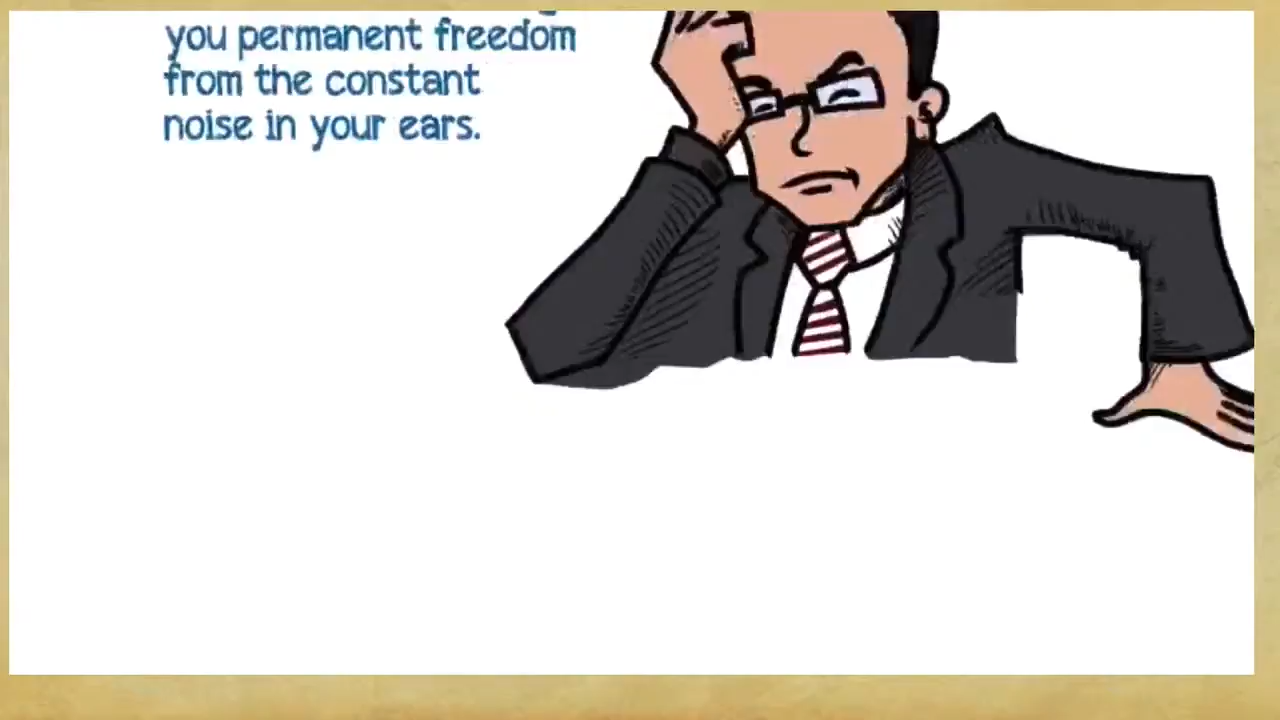 you permanent freedom
from the constant
noise in your ears.